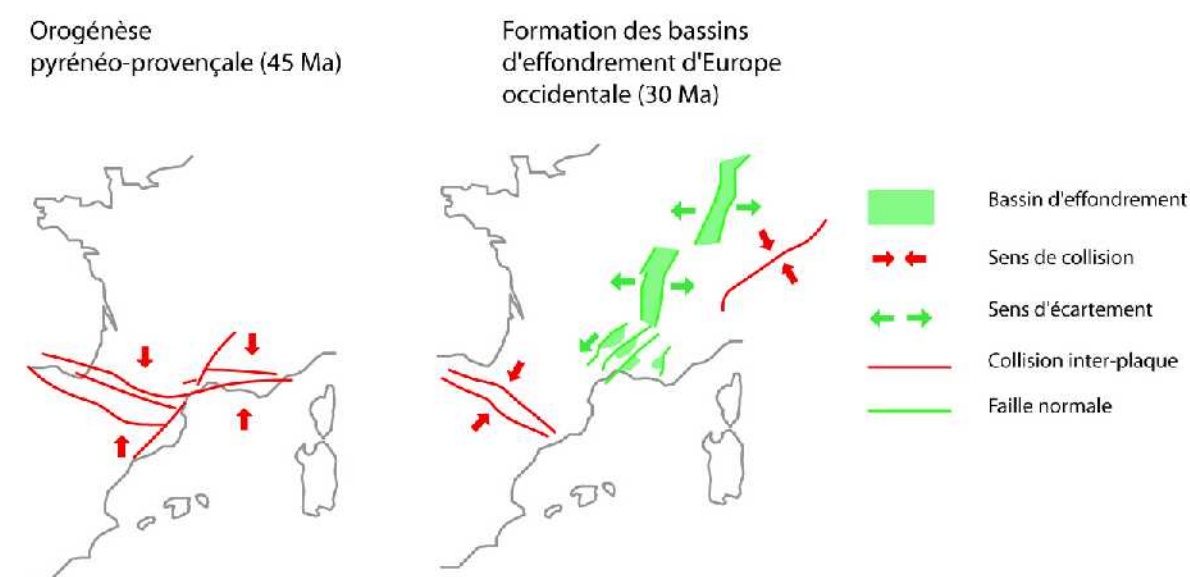 Orogénèse
pyrénéo-provençale (45 Ma)
Formation des bassins
d'effondrement d'Europe
occidentale (30 Ma)
Bassin d'effondrement
Sens de collision
Sens d'écartement
Collision inter-plaque
Faille normale